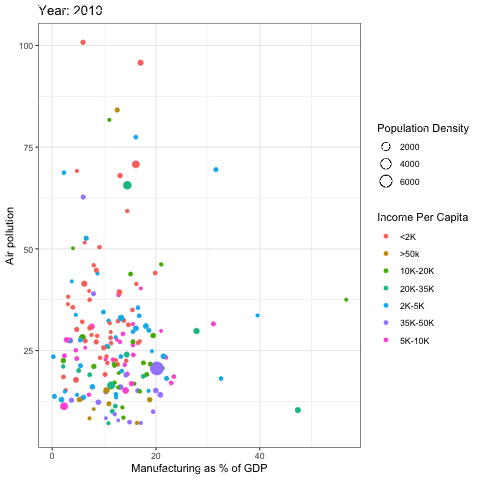 Year: 2010
100
75
50
25
0
20
40
Air pollution
Manufacturing as % of GDP
Population Density
2000
4000
6000
Income Per Capita
<2K
>50k
10K-20K
20K-35K
2K-5K
35K-50K
5K-10K